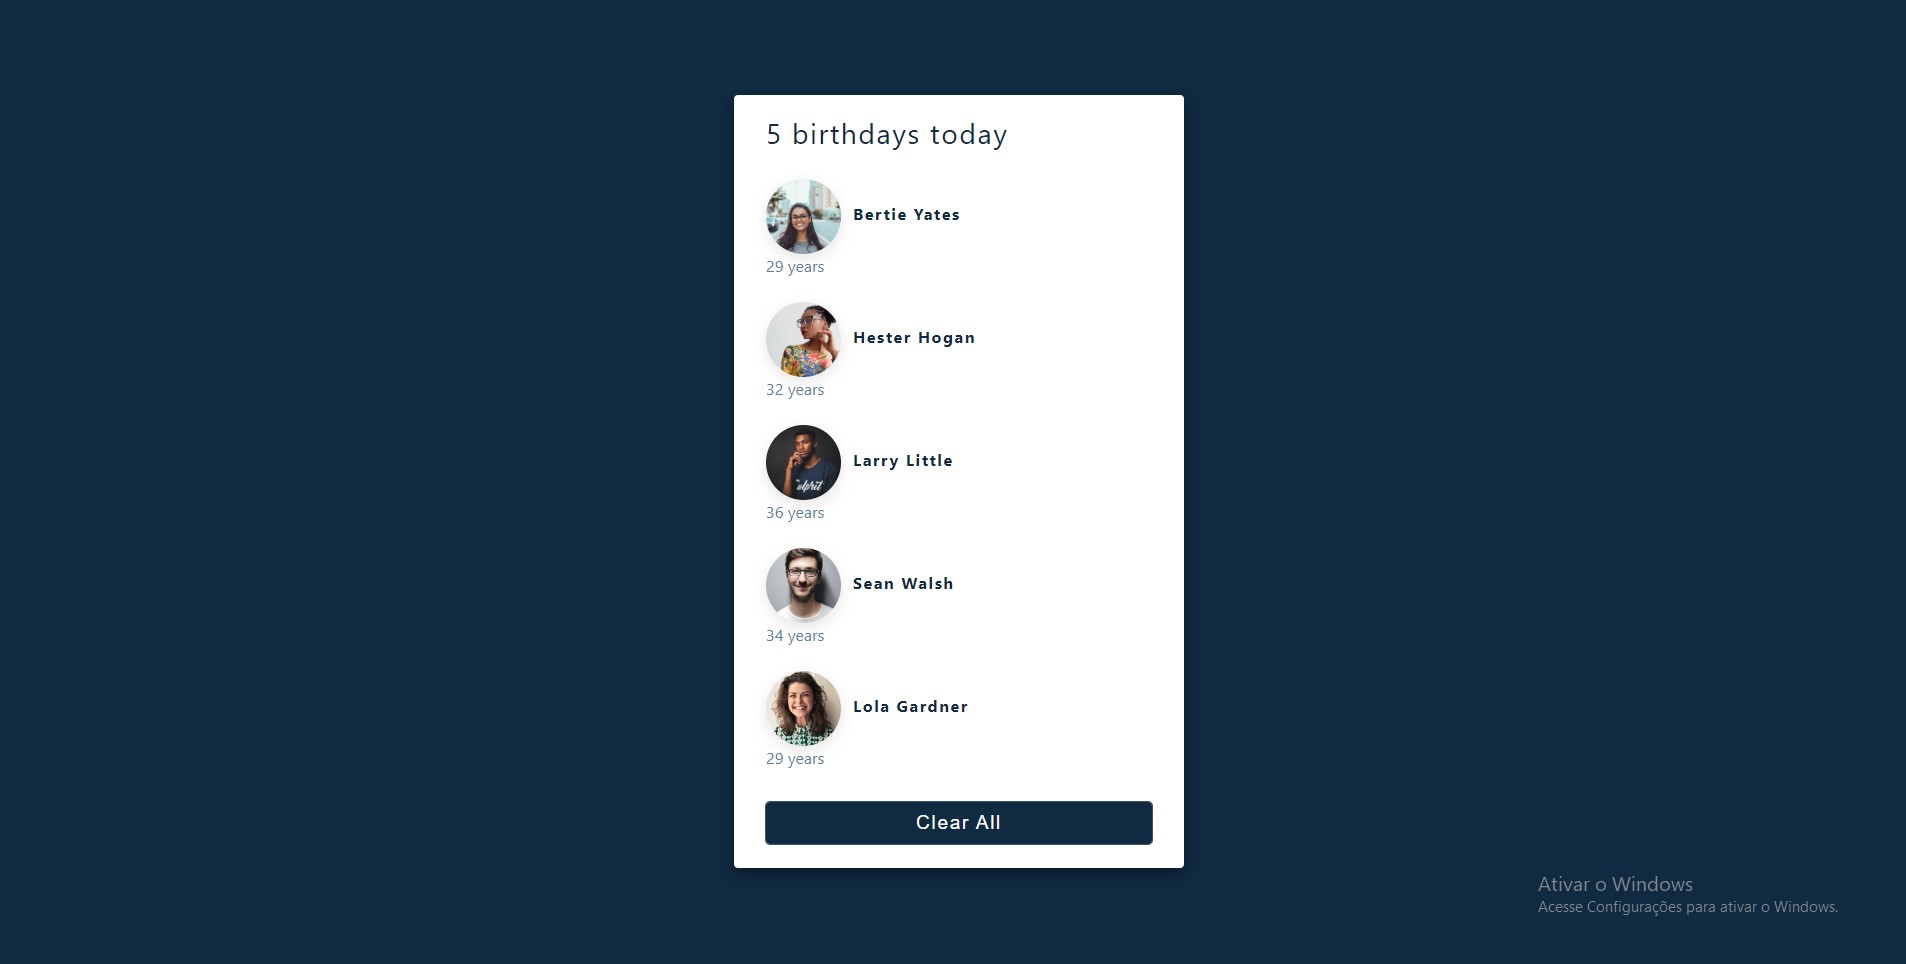 5 birthdays today
Bertie Yates
29 years
Hester Hogan
32 years
Larry Little
36 years
Sean Walsh
34 years
Lola Gardner
29 years
Clear All
Ativar o Windows
Acesse Configurações para ativar o Windows.